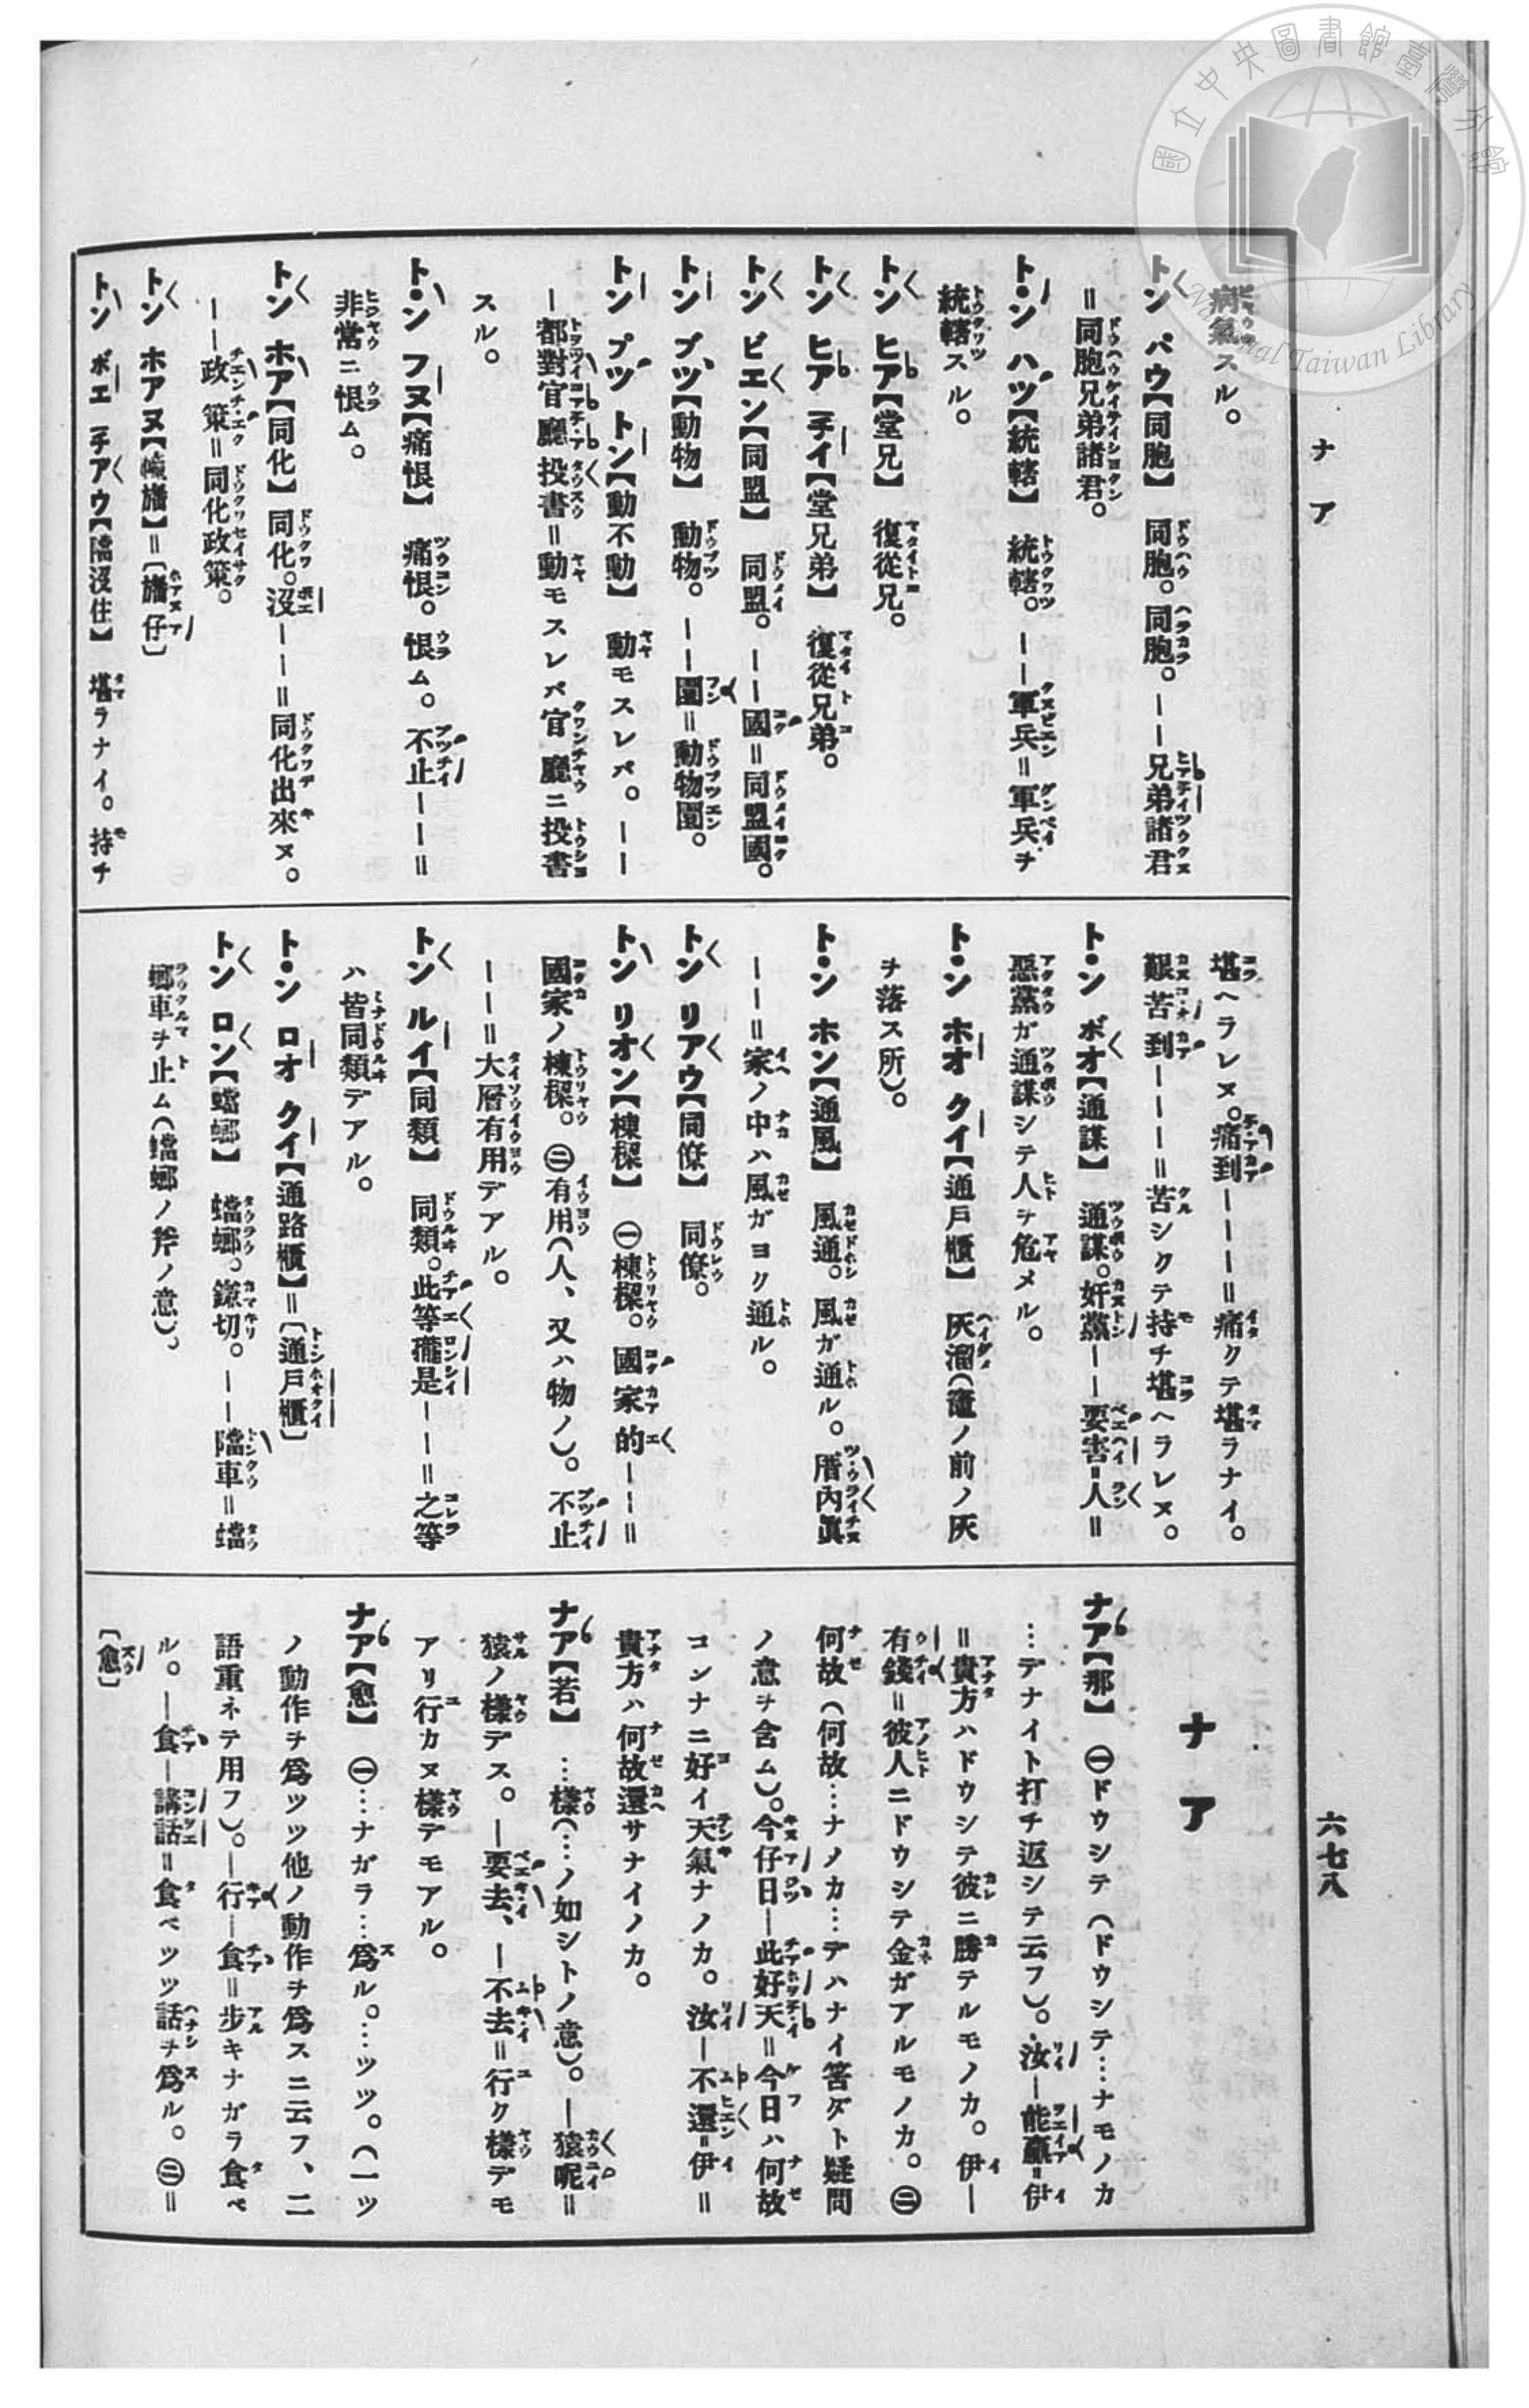 ナア
六七八
病氣スル。
トン パウ【同胞】 同胞。同胞。——兄弟諸君
＝同胞兄弟諸君。
トン ハツ【統轄】 統轄。——軍兵＝軍兵ヲ
統轄スル。
トン ヒア【堂兄】 復從兄。
トン ヒア チイ【堂兄弟】 復從兄弟。
トン ビエン【同盟】 同盟。——國＝同盟國。
トン ブツ【動物】 動物。——園＝動物園。
トン プツ トン【動不動】 動モスレバ。——
—都對官廳投書＝動モスレバ官廳ニ投書
スル。
トン フヌ【痛恨】 痛恨。恨ム。不止——＝
非常ニ恨ム。
トン ホア【同化】 同化。沒——＝同化出來ヌ。
——政策＝同化政策。
トン ホアヌ【幢旛】＝〔旛仔〕
トン ボエ チアウ【擋沒住】 堪ラナイ。持チ
堪ヘラレヌ。痛到———＝痛クテ堪ラナイ。
艱苦到———＝苦シクテ持チ堪ヘラレヌ。
トン ボオ【通謀】 通謀。奸黨——要害人＝
惡黨ガ通謀シテ人ヲ危メル。
トン ホオ クイ【通戶櫃】 灰溜（竈ノ前ノ灰
ヲ落ス所）。
トン ホン【通風】 風通。風ガ通ル。厝內眞
——＝家ノ中ハ風ガヨク通ル。
トン リアウ【同僚】 同僚。
トン リオン【棟樑】 ㊀棟樑。國家的——＝
國家ノ棟樑。㊁有用（人、又ハ物ノ）。不止
——＝大層有用デアル。
トン ルイ【同類】 同類。此等攏是——＝之等
ハ皆同類デアル。
トン ロオ クイ【通路櫃】＝〔通戶櫃〕
トン ロン【螳螂】 螳螂。鎌切。——擋車＝螳
螂車ヲ止ム（螳螂ノ斧ノ意）。
ナア
ナア【那】 ㊀ドウシテ（ドウシテ…ナモノカ
…デナイト打チ返シテ云フ）。汝—能贏伊
＝貴方ハドウシテ彼ニ勝テルモノカ。伊—
有錢＝彼人ニドウシテ金ガアルモノカ。㊁
何故（何故…ナノカ…デハナイ筈ダト疑問
ノ意ヲ含ム）。今仔日—此好天＝今日ハ何故
コンナニ好イ天氣ナノカ。汝—不還伊＝
貴方ハ何故還サナイノカ。
ナア【若】 …樣（…ノ如シトノ意）。—猿呢＝
猿ノ樣デス。—要去、—不去＝行ク樣デモ
アリ行カヌ樣デモアル。
ナア【愈】 ㊀…ナガラ…爲ル。…ツツ。（一ツ
ノ動作ヲ爲ツツ他ノ動作ヲ爲スニ云フ、二
語重ネテ用フ）。—行—食＝步キナガラ食ベ
ル。—食—講話＝食ベツツ話ヲ爲ル。㊁＝
〔愈〕